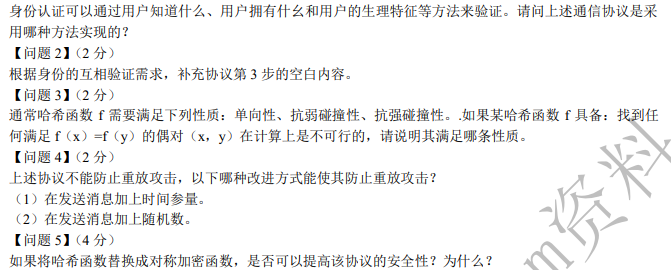 身份认证可以通过用户知道什么、用户拥有什么和用户的生理特征等方法来验证。请问上述通信协议是采
用哪种方法实现的？
【问题 2】（2 分）
根据身份的互相验证需求，补充协议第 3 步的空白内容。
【问题 3】（2 分）
通常哈希函数 f 需要满足下列性质：单向性、抗弱碰撞性、抗强碰撞性。.如果某哈希函数 f 具备：找到任
何满足 f（x）=f（y）的偶对（x，y）在计算上是不可行的，请说明其满足哪条性质。
【问题 4】（2 分）
上述协议不能防止重放攻击，以下哪种改进方式能使其防止重放攻击？
（1）在发送消息加上时间参量。
（2）在发送消息加上随机数。
【问题 5】（4 分）
如果将哈希函数替换成对称加密函数，是否可以提高该协议的安全性？为什么？
m资料